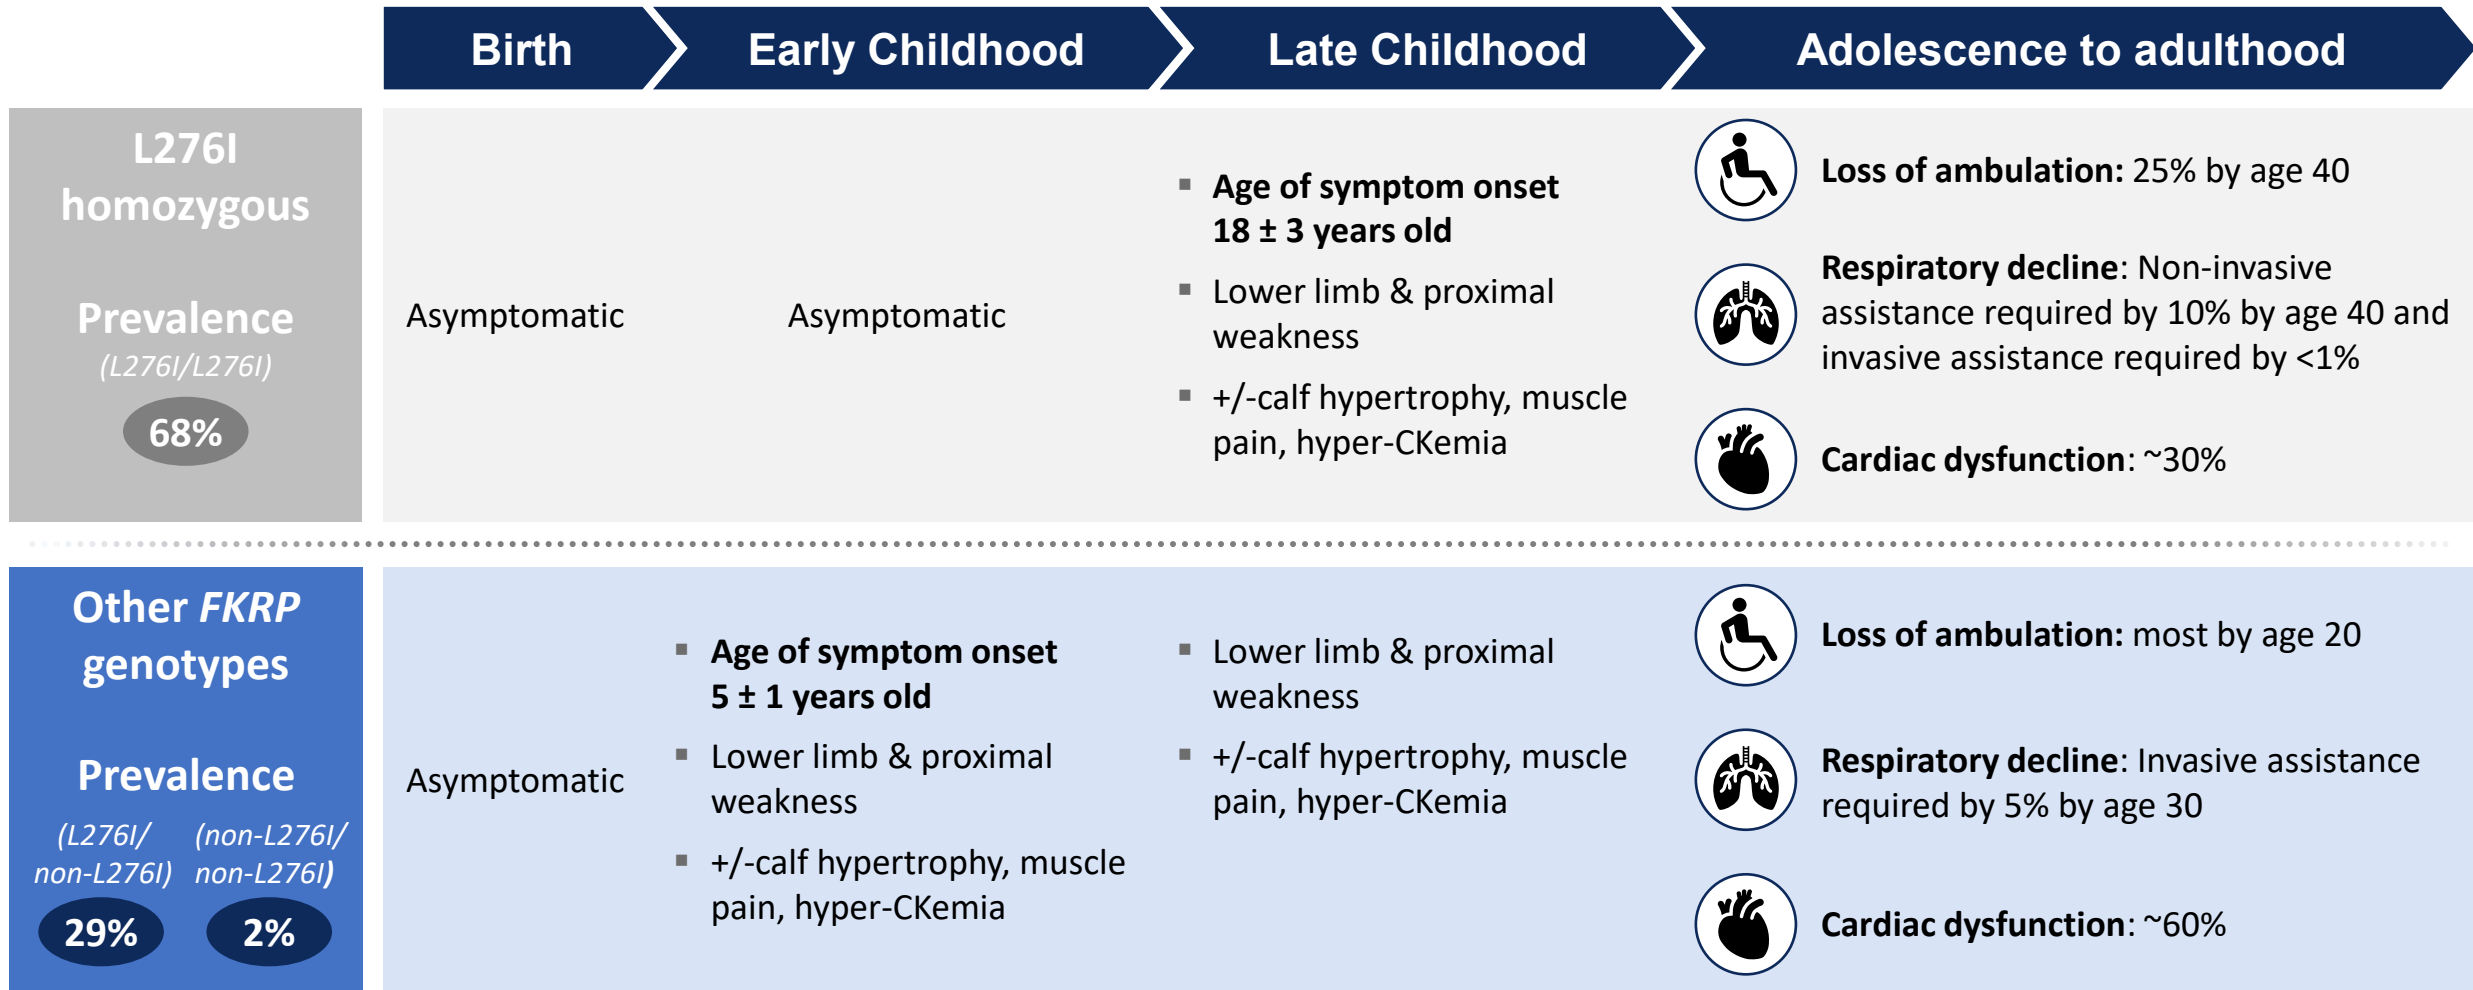 Birth
Early Childhood
Late Childhood
Adolescence to adulthood
L276I
homozygous
Prevalence
(L276I/L276I)
68%
Asymptomatic
Asymptomatic
▪ Age of symptom onset
18 ± 3 years old
▪ Lower limb & proximal
weakness
▪ +/-calf hypertrophy, muscle
pain, hyper-CKemia
Loss of ambulation: 25% by age 40
Respiratory decline: Non-invasive
assistance required by 10% by age 40 and
invasive assistance required by <1%
Cardiac dysfunction: ~30%
Other FKRP
genotypes
Prevalence
(L276I/
non-L276I)
29%
(non-L276I/
non-L276I)
2%
Asymptomatic
▪ Age of symptom onset
5 ± 1 years old
▪ Lower limb & proximal
weakness
▪ +/-calf hypertrophy, muscle
pain, hyper-CKemia
▪ Lower limb & proximal
weakness
▪ +/-calf hypertrophy, muscle
pain, hyper-CKemia
Loss of ambulation: most by age 20
Respiratory decline: Invasive assistance
required by 5% by age 30
Cardiac dysfunction: ~60%